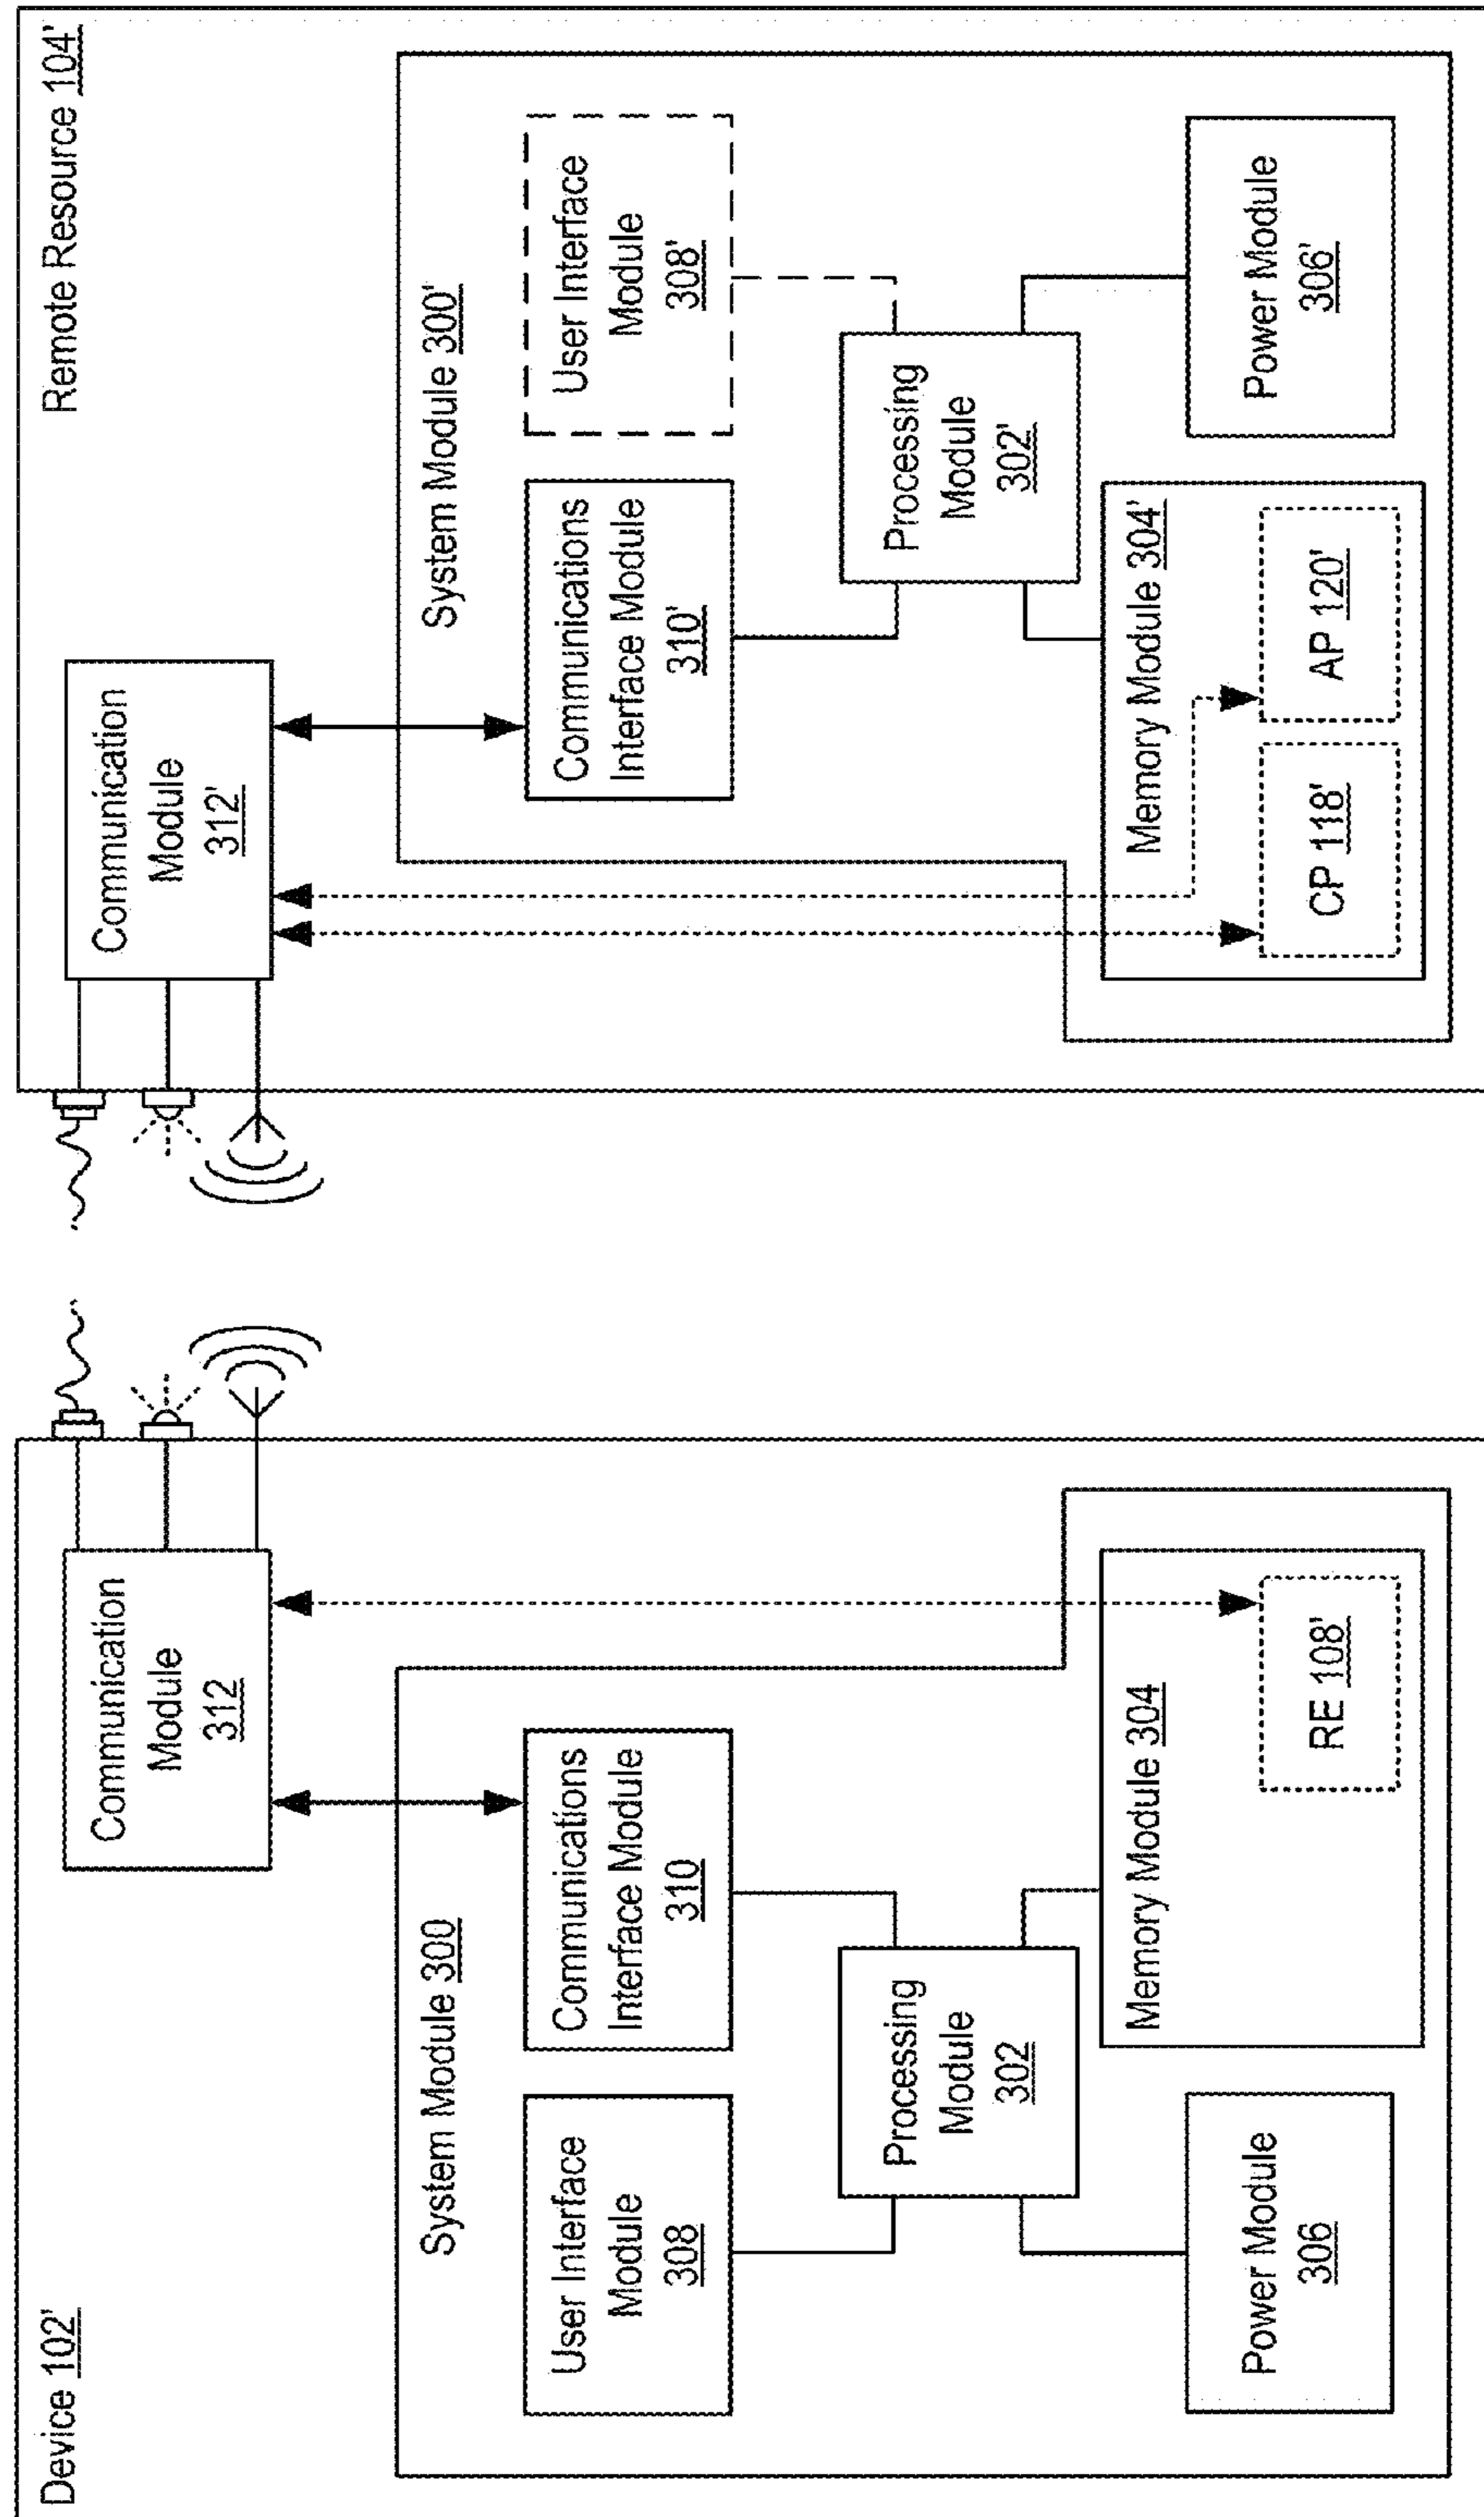 Device 102'
Communication
Module
312
System Module 300
User Interface
Module
308
Communications
Interface Module
310
Processing
Module
302
Power Module
306
Memory Module 304
RE 108'
Remote Resource 104'
Communication
Module
312'
System Module 300'
Communications
Interface Module
310'
User Interface
Module
308'
Processing
Module
302'
Memory Module 304'
CP 118'
AP 120'
Power Module
306'